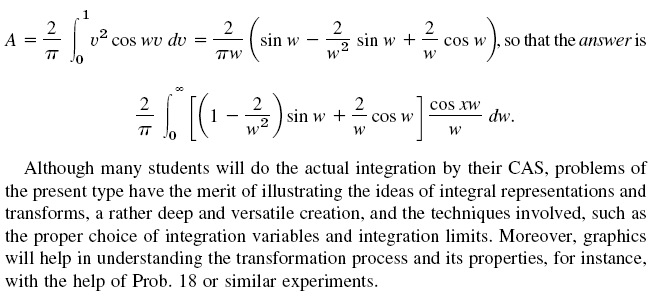 A = 2/π ∫₀¹ v² cos wv dv = 2/(πw) (sin w − 2/w² sin w + 2/w cos w), so that the answer is
2/π ∫₀^∞ [(1 − 2/w²) sin w + 2/w cos w] (cos xw)/w dw.
Although many students will do the actual integration by their CAS, problems of
the present type have the merit of illustrating the ideas of integral representations and
transforms, a rather deep and versatile creation, and the techniques involved, such as
the proper choice of integration variables and integration limits. Moreover, graphics
will help in understanding the transformation process and its properties, for instance,
with the help of Prob. 18 or similar experiments.